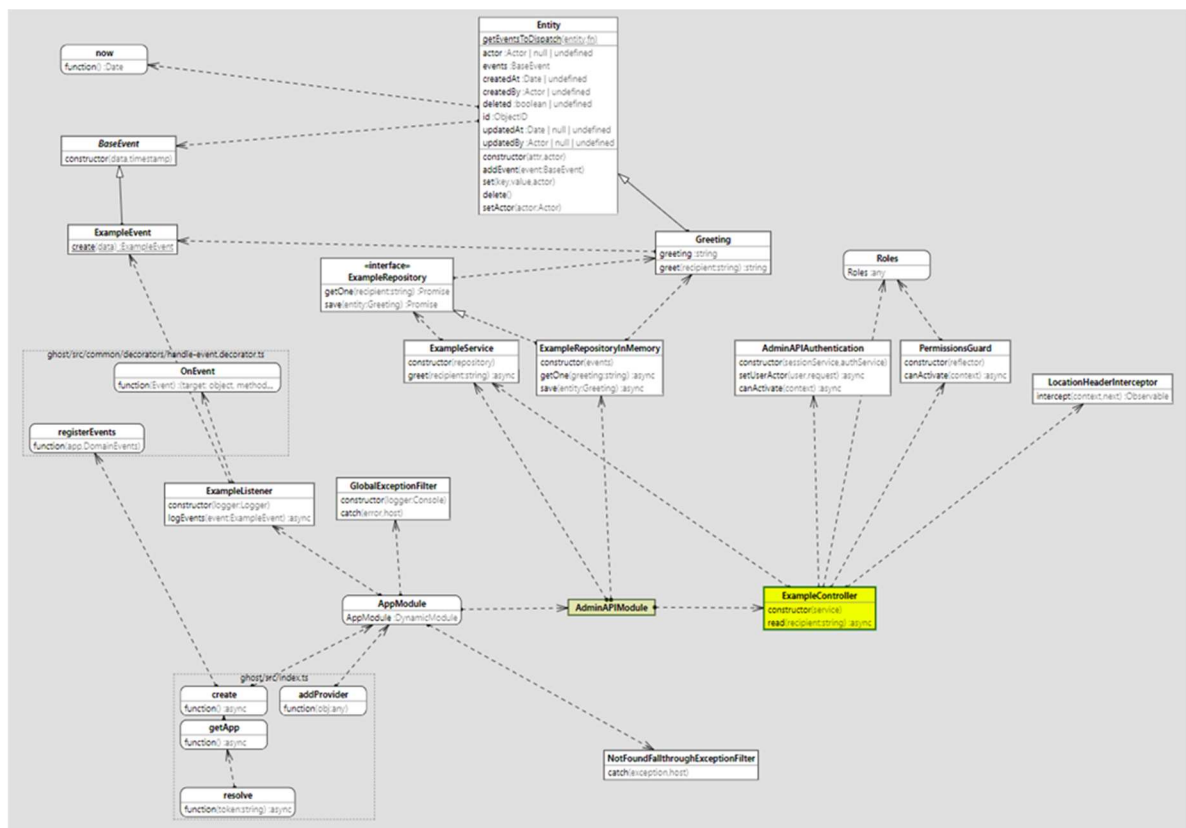 Entity
getEventsToDispatch(entity,fn)
actor :Actor | null | undefined
events :BaseEvent
createdAt :Date | undefined
createdBy :Actor | undefined
deleted :boolean | undefined
id :ObjectID
updatedAt :Date | null | undefined
updatedBy :Actor | null | undefined
constructor(attr,actor)
addEvent(event:BaseEvent)
set(key,value,actor)
delete()
setActor(actor:Actor)
now
function() :Date
BaseEvent
constructor(data,timestamp)
ExampleEvent
create(data) :ExampleEvent
Greeting
greeting :string
greet(recipient:string) :string
«interface»
ExampleRepository
getOne(recipient:string) :Promise
save(entity:Greeting) :Promise
Roles
Roles :any
ExampleService
constructor(repository)
greet(recipient:string) :async
ExampleRepositoryInMemory
constructor(events)
getOne(greeting:string) :async
save(entity:Greeting) :async
AdminAPIAuthentication
constructor(sessionService,authService)
setUserActor(user,request) :async
canActivate(context) :async
PermissionsGuard
constructor(reflector)
canActivate(context) :async
LocationHeaderInterceptor
intercept(context,next) :Observable
ghost/src/common/decorators/handle-event.decorator.ts
OnEvent
function(Event) :(target: object, method...
registerEvents
function(app,DomainEvents)
ExampleListener
constructor(logger:Logger)
logEvents(event:ExampleEvent) :async
GlobalExceptionFilter
constructor(logger:Console)
catch(error,host)
AppModule
AppModule :DynamicModule
AdminAPIModule
ExampleController
constructor(service)
read(recipient:string) :async
ghost/src/index.ts
create
function() :async
addProvider
function(obj:any)
getApp
function() :async
resolve
function(token:string) :async
NotFoundFallthroughExceptionFilter
catch(exception,host)